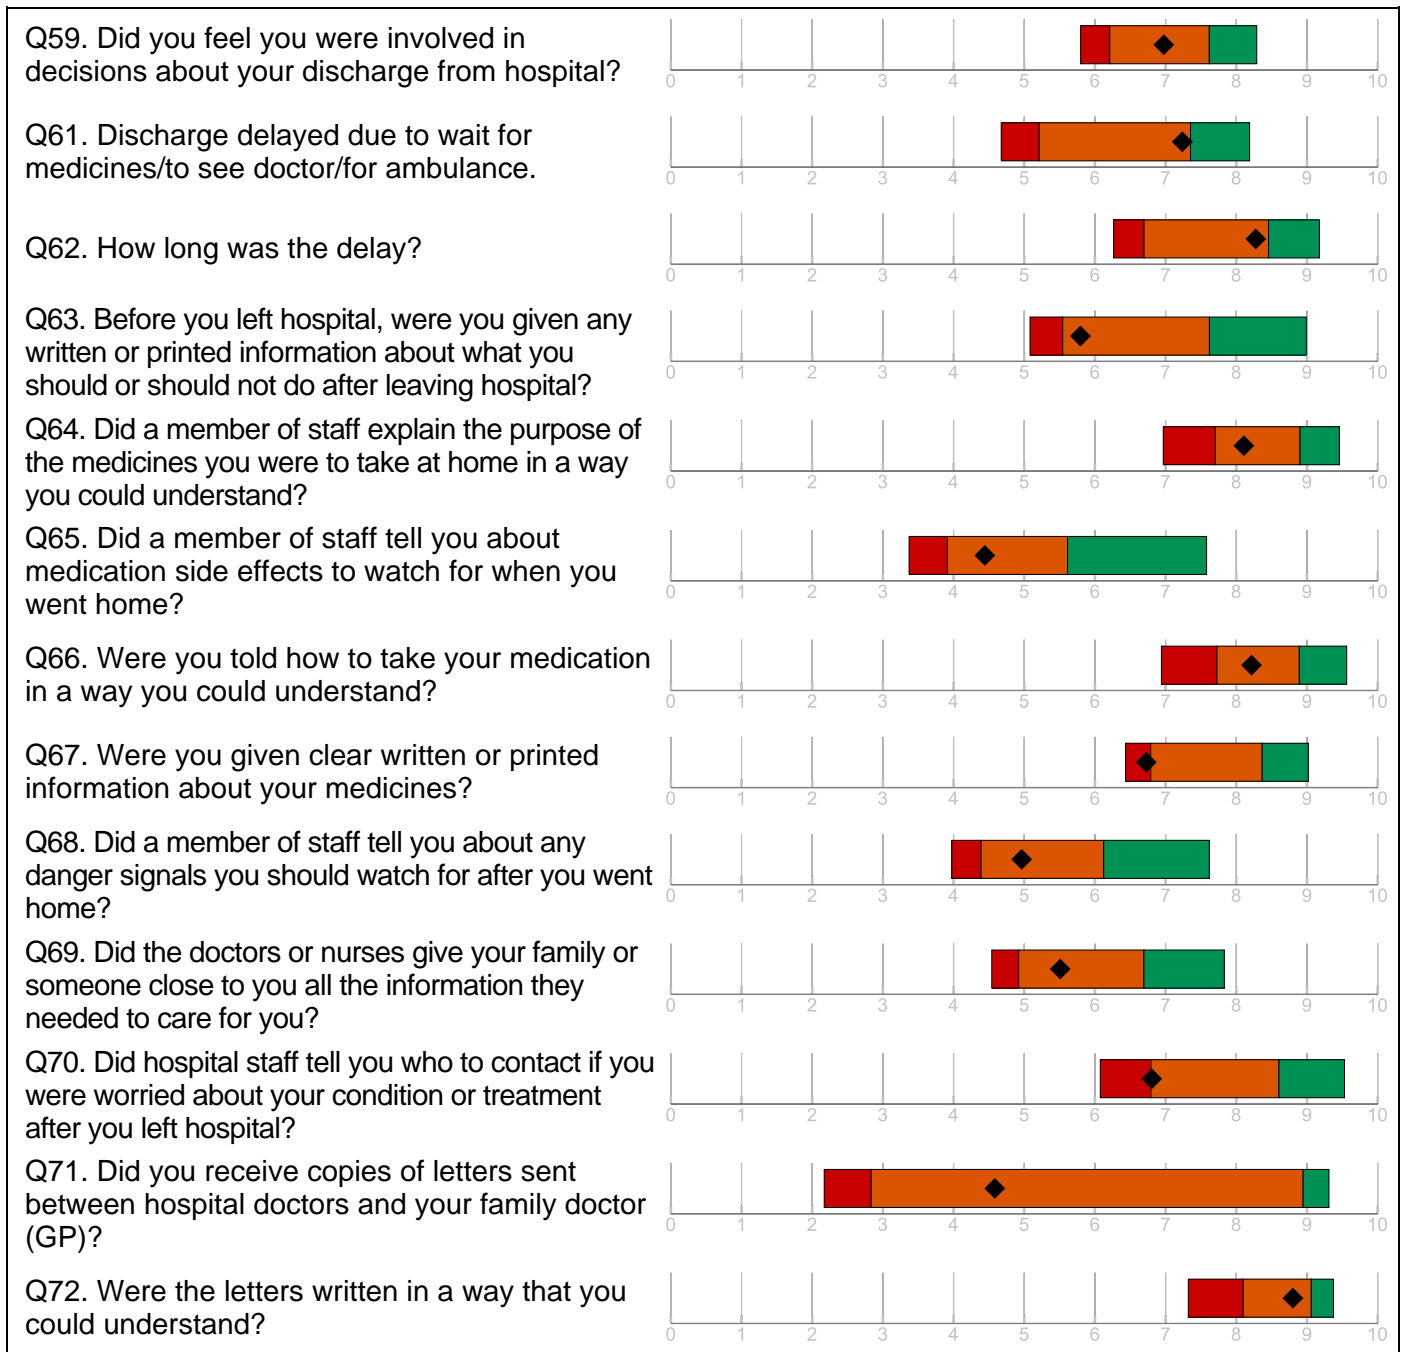 Q59. Did you feel you were involved in
decisions about your discharge from hospital?
0 1 2 3 4 5 6 7 8 9 10
Q61. Discharge delayed due to wait for
medicines/to see doctor/for ambulance.
0 1 2 3 4 5 6 7 8 9 10
Q62. How long was the delay?
0 1 2 3 4 5 6 7 8 9 10
Q63. Before you left hospital, were you given any
written or printed information about what you
should or should not do after leaving hospital?
0 1 2 3 4 5 6 7 8 9 10
Q64. Did a member of staff explain the purpose of
the medicines you were to take at home in a way
you could understand?
0 1 2 3 4 5 6 7 8 9 10
Q65. Did a member of staff tell you about
medication side effects to watch for when you
went home?
0 1 2 3 4 5 6 7 8 9 10
Q66. Were you told how to take your medication
in a way you could understand?
0 1 2 3 4 5 6 7 8 9 10
Q67. Were you given clear written or printed
information about your medicines?
0 1 2 3 4 5 6 7 8 9 10
Q68. Did a member of staff tell you about any
danger signals you should watch for after you went
home?
0 1 2 3 4 5 6 7 8 9 10
Q69. Did the doctors or nurses give your family or
someone close to you all the information they
needed to care for you?
0 1 2 3 4 5 6 7 8 9 10
Q70. Did hospital staff tell you who to contact if you
were worried about your condition or treatment
after you left hospital?
0 1 2 3 4 5 6 7 8 9 10
Q71. Did you receive copies of letters sent
between hospital doctors and your family doctor
(GP)?
0 1 2 3 4 5 6 7 8 9 10
Q72. Were the letters written in a way that you
could understand?
0 1 2 3 4 5 6 7 8 9 10